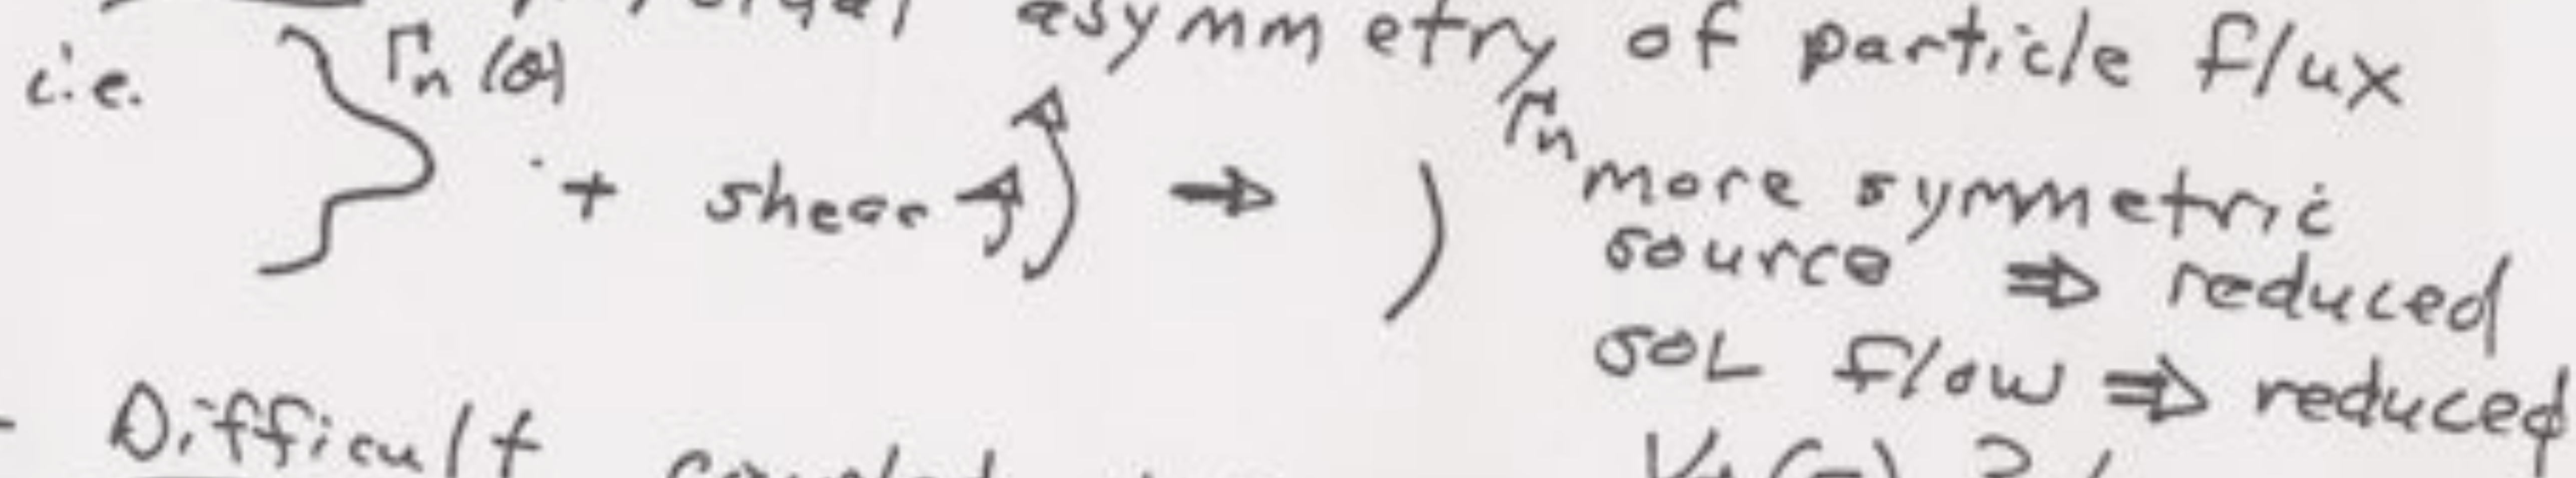 asymmetry of particle flux
i.e. Γn (θ) + shear ⇒ Γn more symmetric
source ⇒ reduced
SOL flow ⇒ reduced
- Difficult